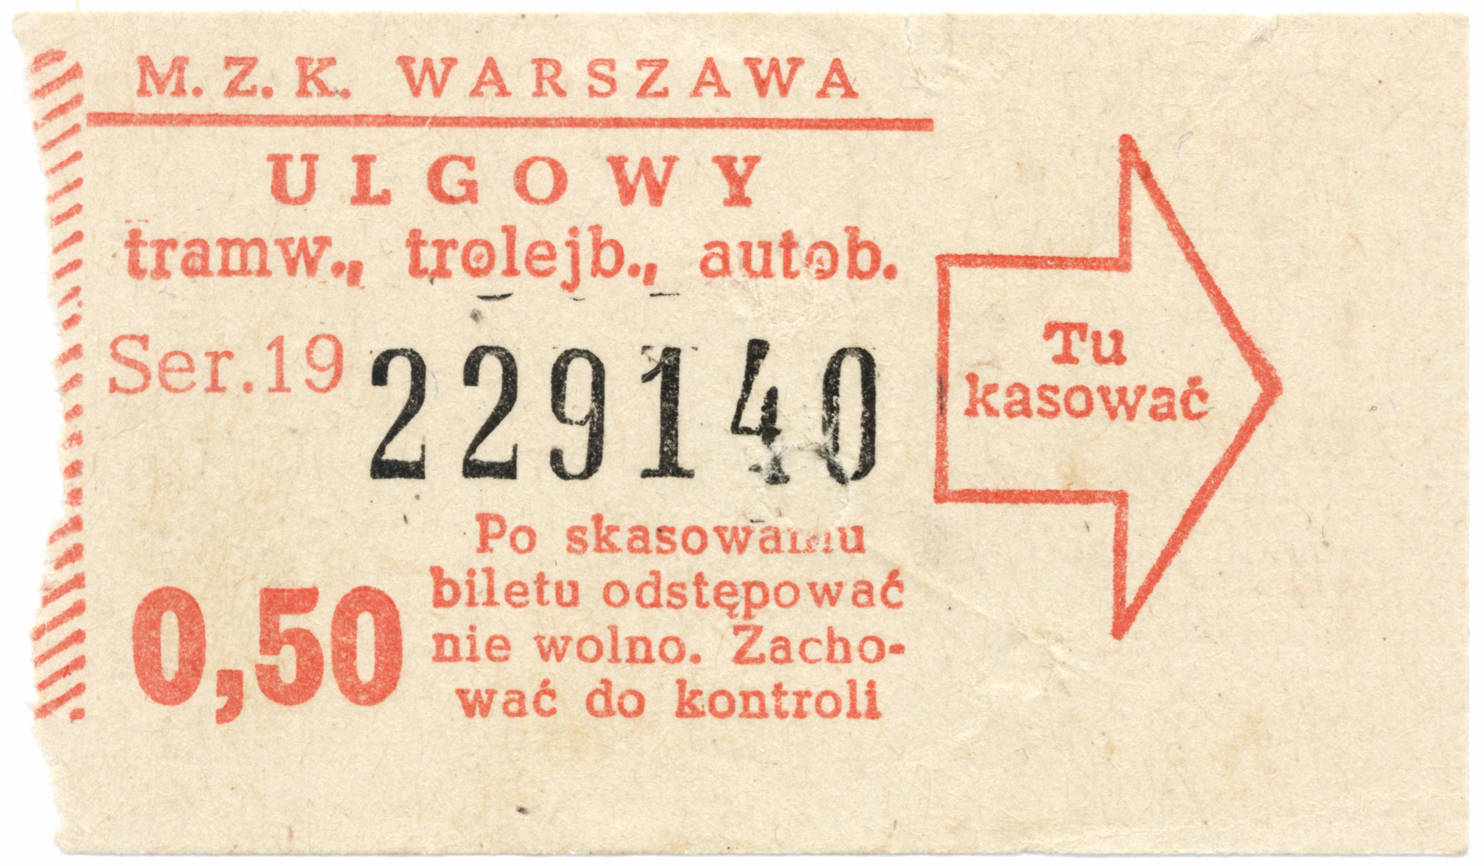 M. Z. K. WARSZAWA
ULGOWY
tramw., trolejb., autob.
Ser.19 229140
Tu
kasować
0,50
Po skasowaniu
biletu odstępować
nie wolno. Zacho-
wać do kontroli